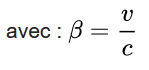 avec : β = v/c